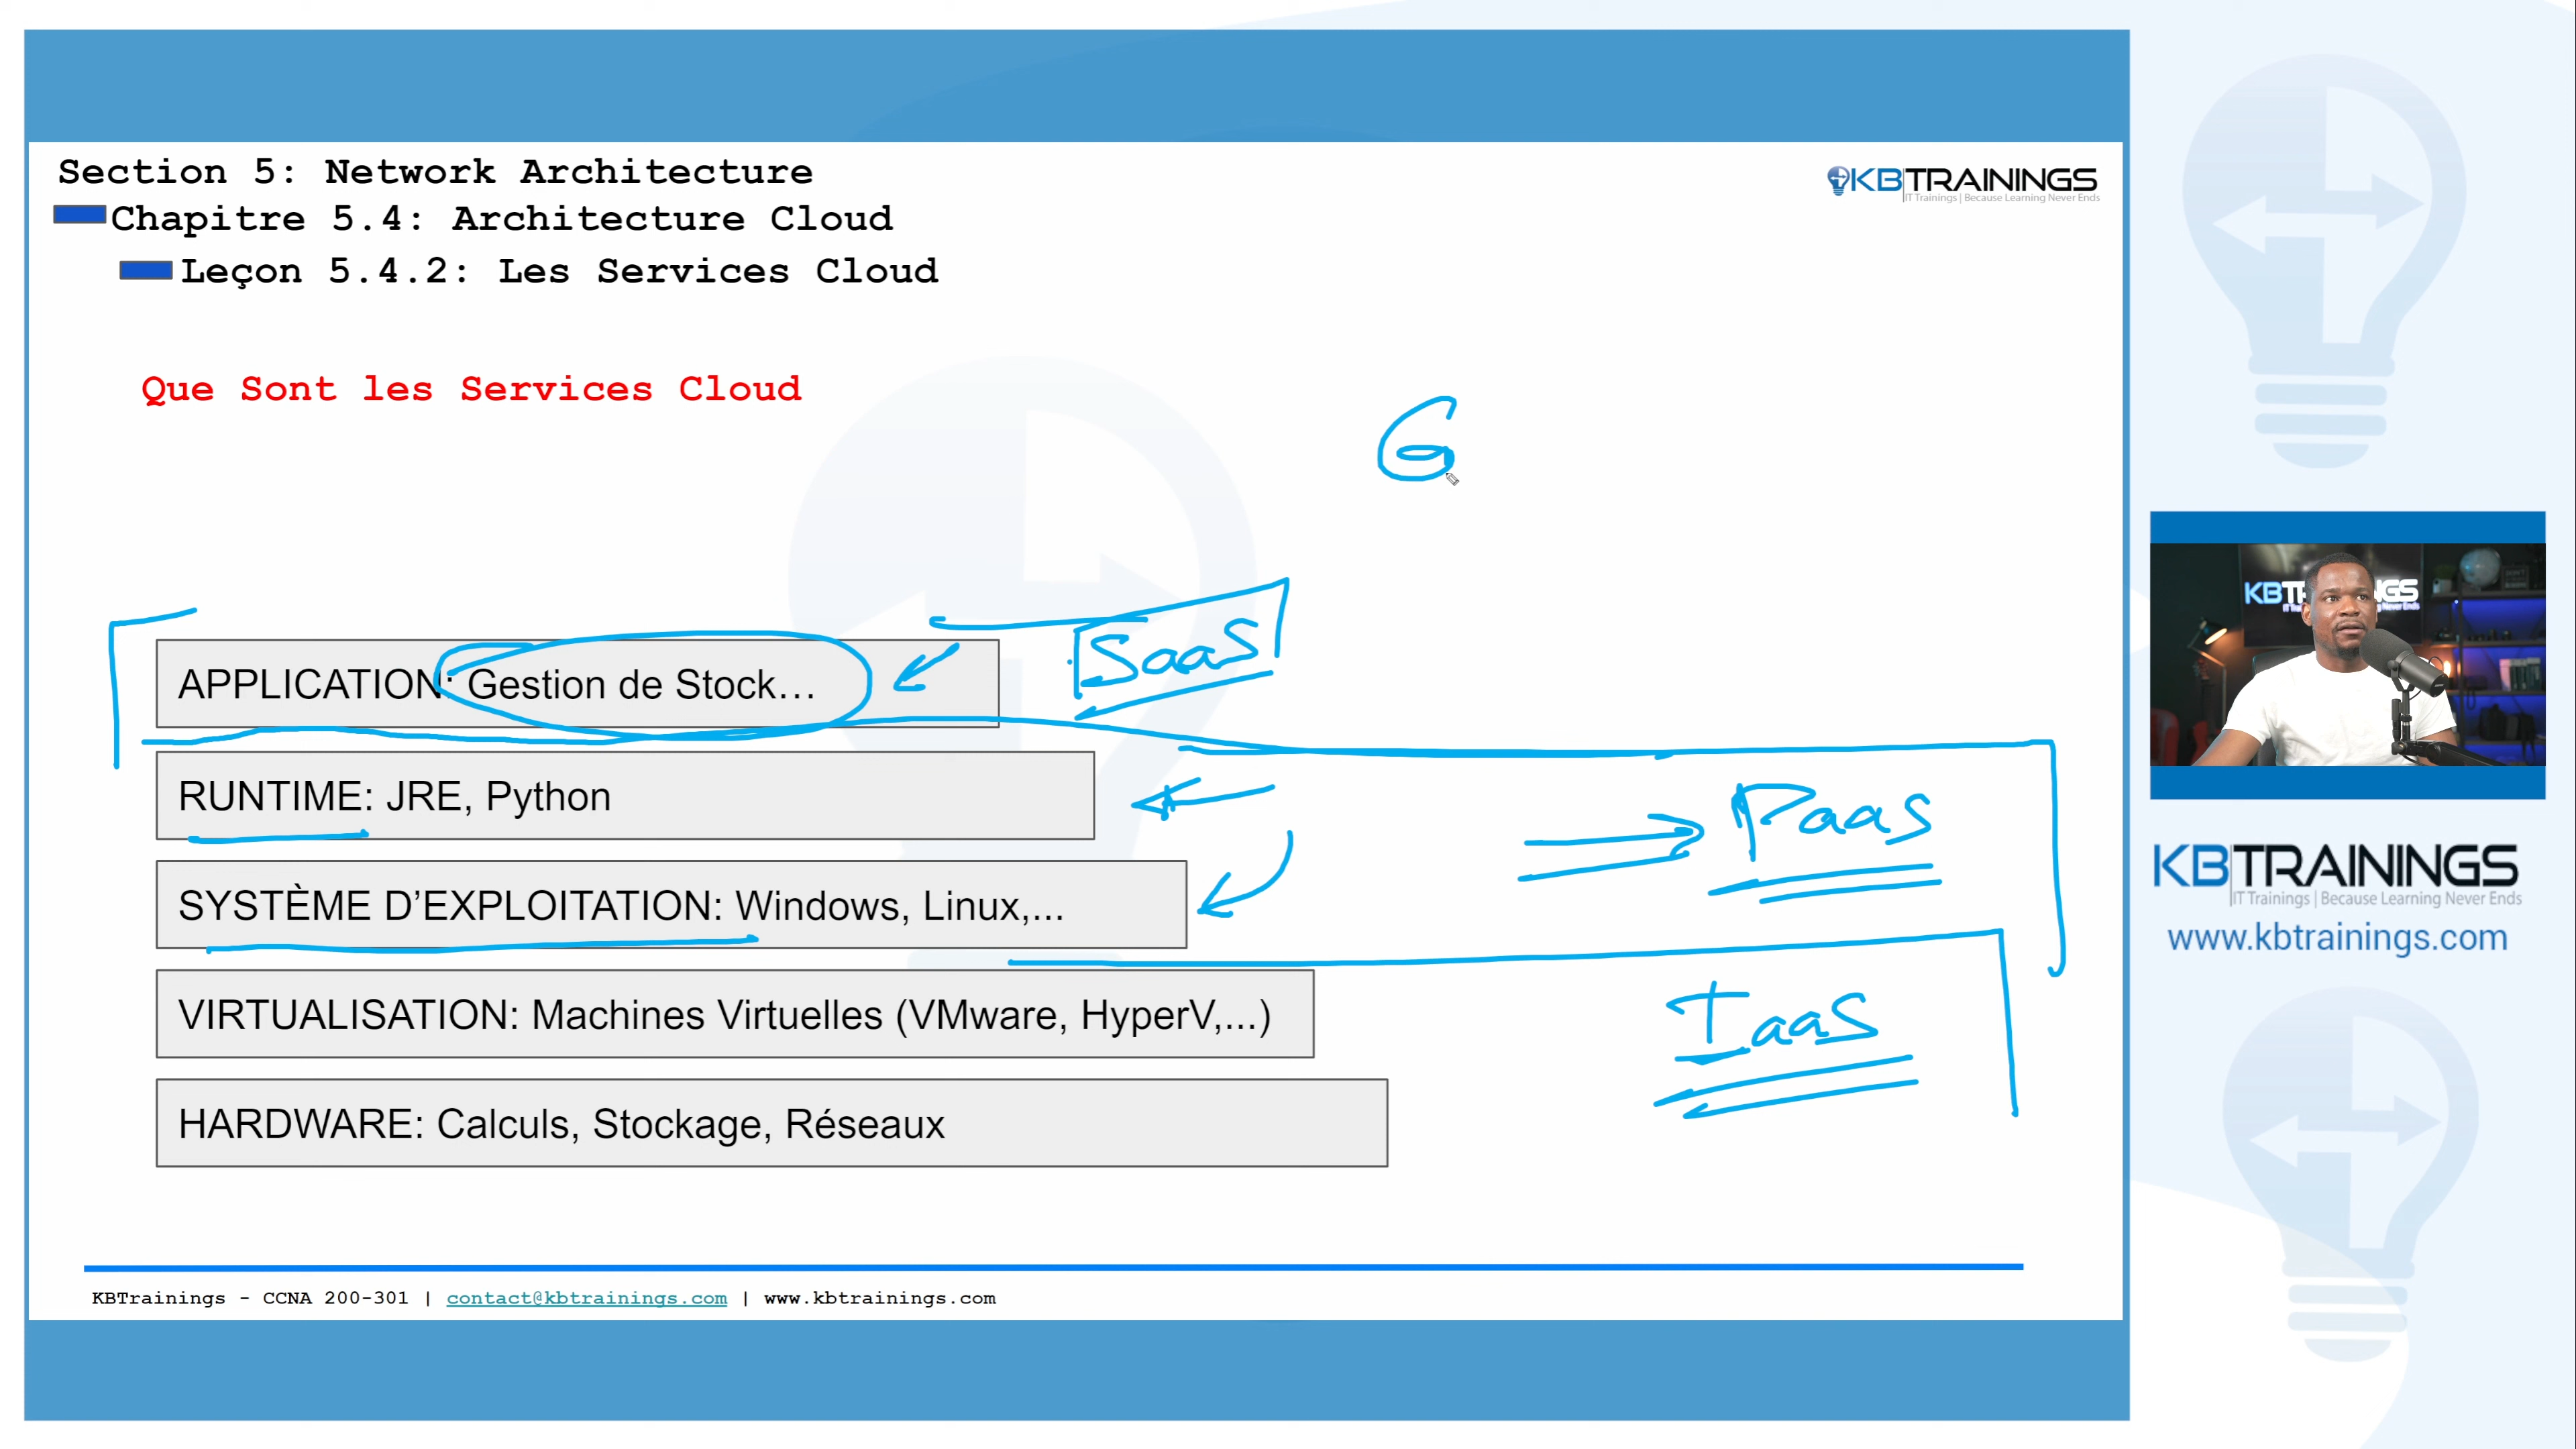 Section 5: Network Architecture
Chapitre 5.4: Architecture Cloud
Leçon 5.4.2: Les Services Cloud
KBTRAININGS
IT Trainings | Because Learning Never Ends
Que Sont les Services Cloud
G
SaaS
APPLICATION: Gestion de Stock...
RUNTIME: JRE, Python
PaaS
SYSTÈME D'EXPLOITATION: Windows, Linux,...
VIRTUALISATION: Machines Virtuelles (VMware, HyperV,...)
IaaS
HARDWARE: Calculs, Stockage, Réseaux
KBTrainings - CCNA 200-301 | contact@kbtrainings.com | www.kbtrainings.com
KBTRAININGS
IT Trainings | Because Learning Never Ends
www.kbtrainings.com